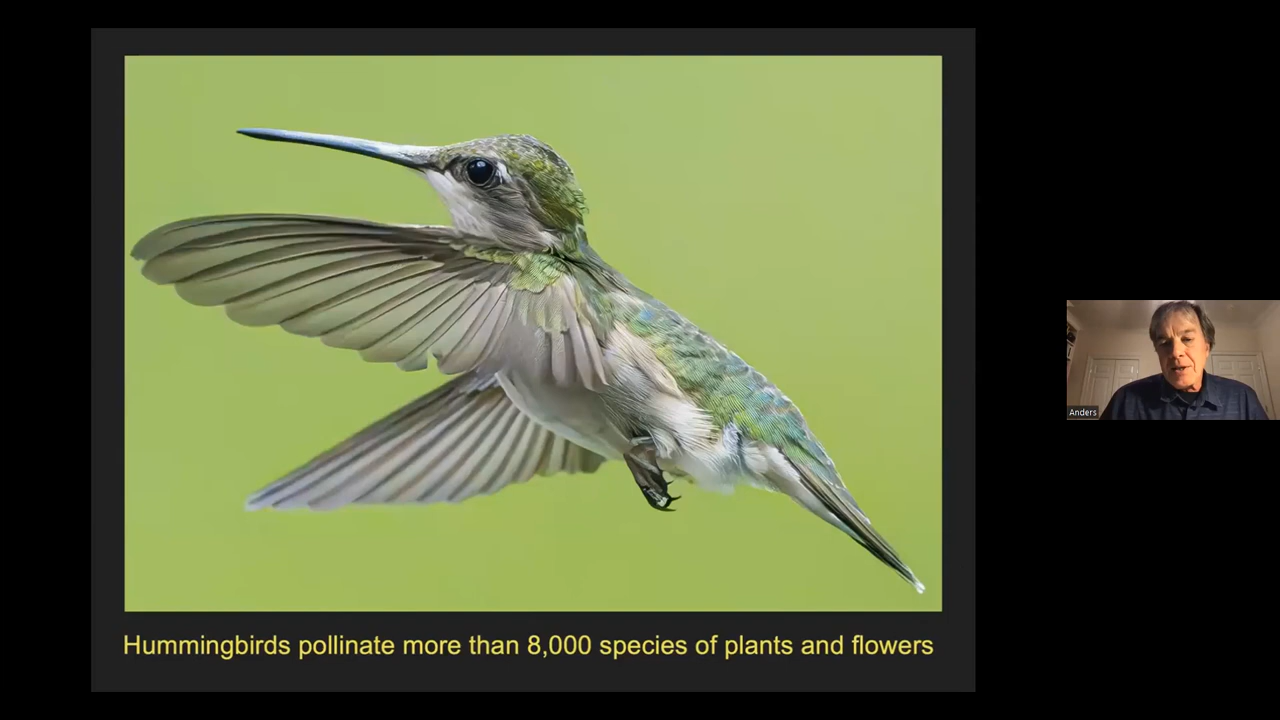 Hummingbirds pollinate more than 8,000 species of plants and flowers
Anders